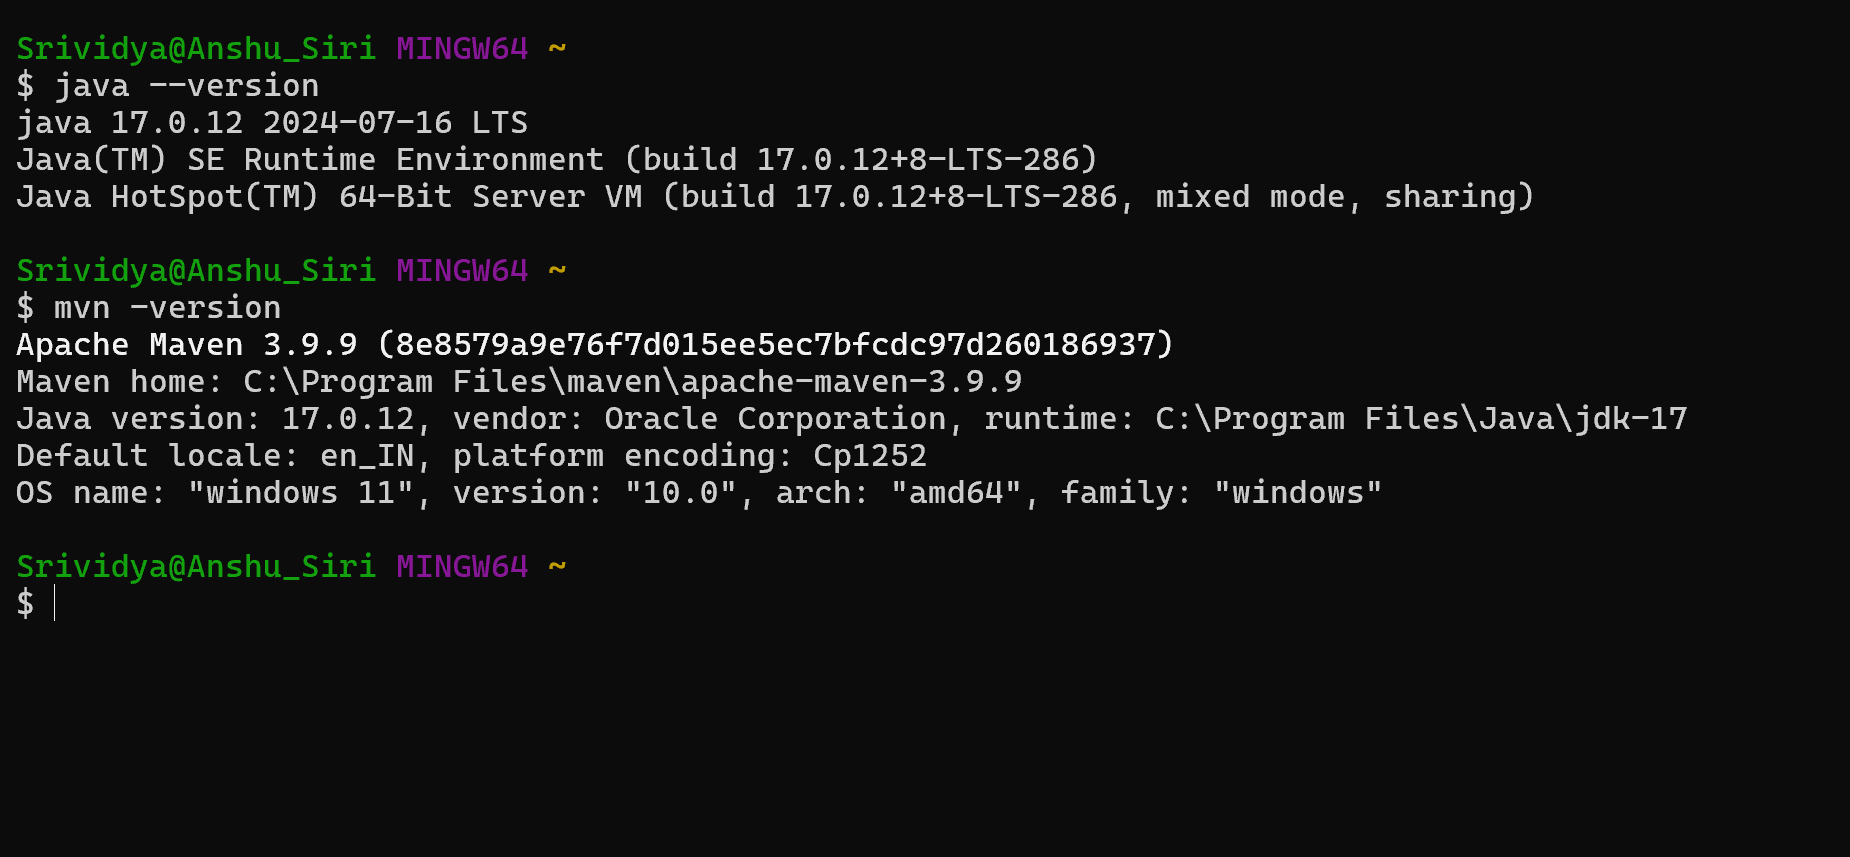 Srividya@Anshu_Siri MINGW64 ~
$ java --version
java 17.0.12 2024-07-16 LTS
Java(TM) SE Runtime Environment (build 17.0.12+8-LTS-286)
Java HotSpot(TM) 64-Bit Server VM (build 17.0.12+8-LTS-286, mixed mode, sharing)
Srividya@Anshu_Siri MINGW64 ~
$ mvn -version
Apache Maven 3.9.9 (8e8579a9e76f7d015ee5ec7bfcdc97d260186937)
Maven home: C:\Program Files\maven\apache-maven-3.9.9
Java version: 17.0.12, vendor: Oracle Corporation, runtime: C:\Program Files\Java\jdk-17
Default locale: en_IN, platform encoding: Cp1252
OS name: "windows 11", version: "10.0", arch: "amd64", family: "windows"
Srividya@Anshu_Siri MINGW64 ~
$